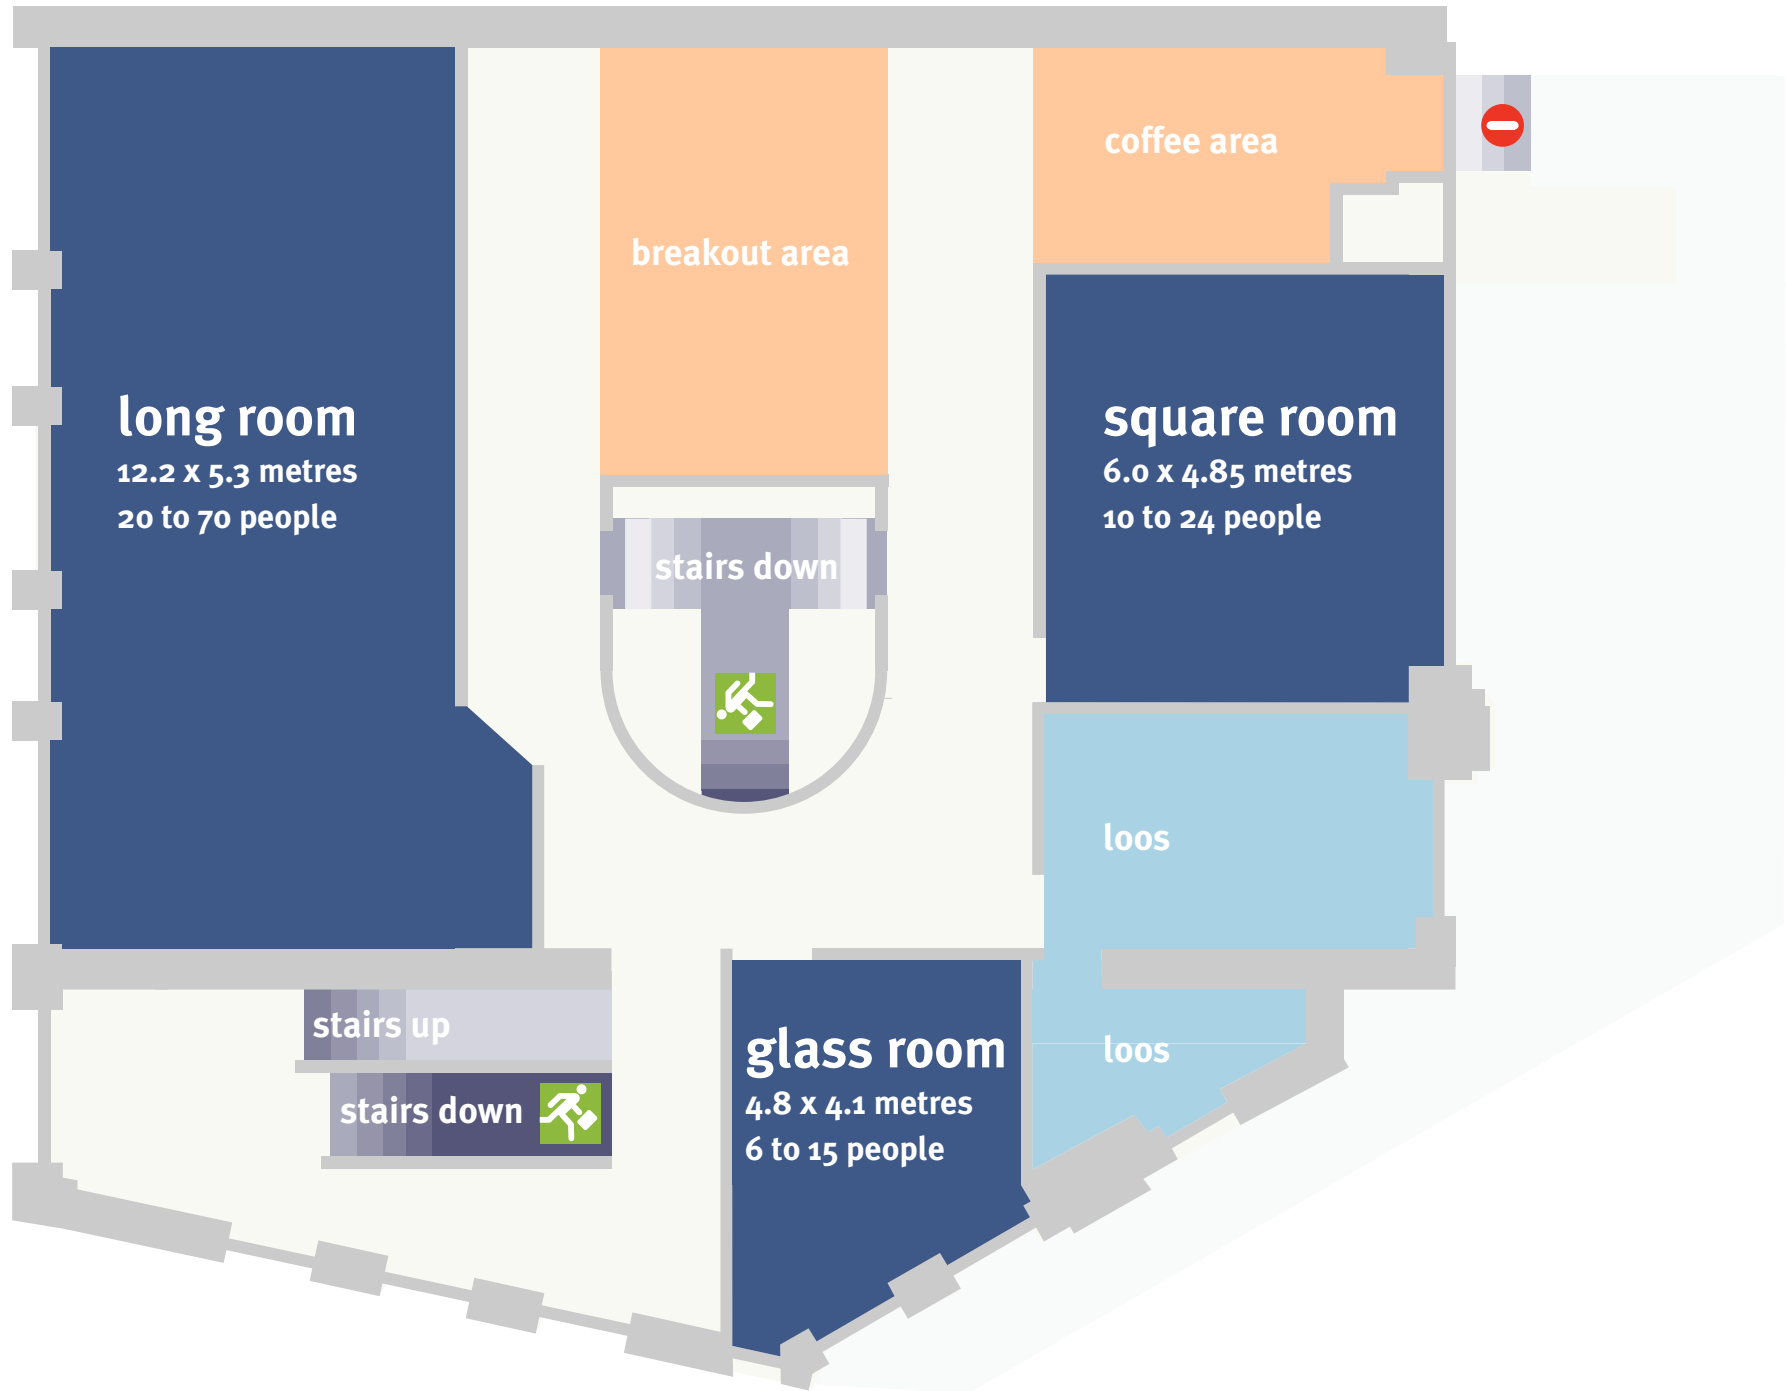 coffee area
breakout area
long room
12.2 x 5.3 metres
20 to 70 people
square room
6.0 x 4.85 metres
10 to 24 people
stairs down
loos
stairs up
stairs down
glass room
4.8 x 4.1 metres
6 to 15 people
loos